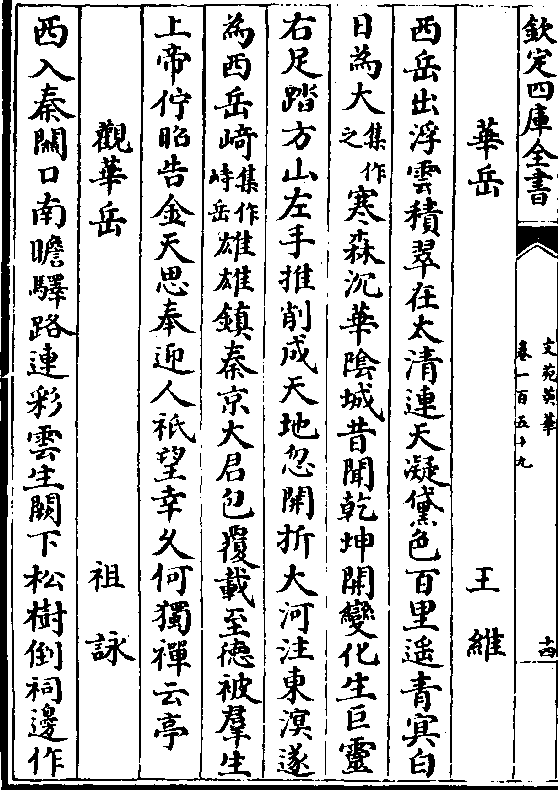 欽定四庫全書
文苑英華
卷一百五十九
十四
華岳 王維
西岳出浮雲積翠在太清連天凝黛色百里遥青冥白
日為大集作之寒森沉華隂城昔聞乾坤開變化生巨靈
右足踏方山左手推削成天地忽開折大河注東溟遂
為西岳﨑集作峙岳雄雄鎮秦京大君包覆載至徳被羣生
上帝佇昭告金天思奉迎人祇望幸久何獨禪云亭
觀華岳 祖詠
西入秦闗口南瞻驛路連彩雲生闕下松樹倒祠邊作